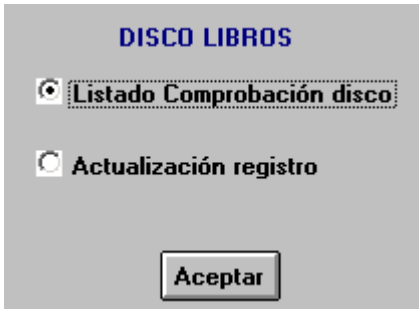 DISCO LIBROS
Listado Comprobación disco
Actualización registro
Aceptar